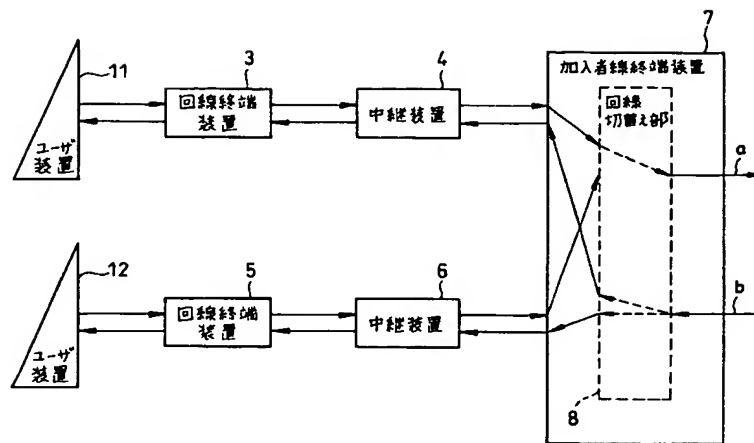 7
加入者線終端装置
11
3
4
回線終端
装置
中継装置
回線
切替え部
ユーザ
装置
a
12
5
6
回線終端
装置
中継装置
b
ユーザ
装置
8